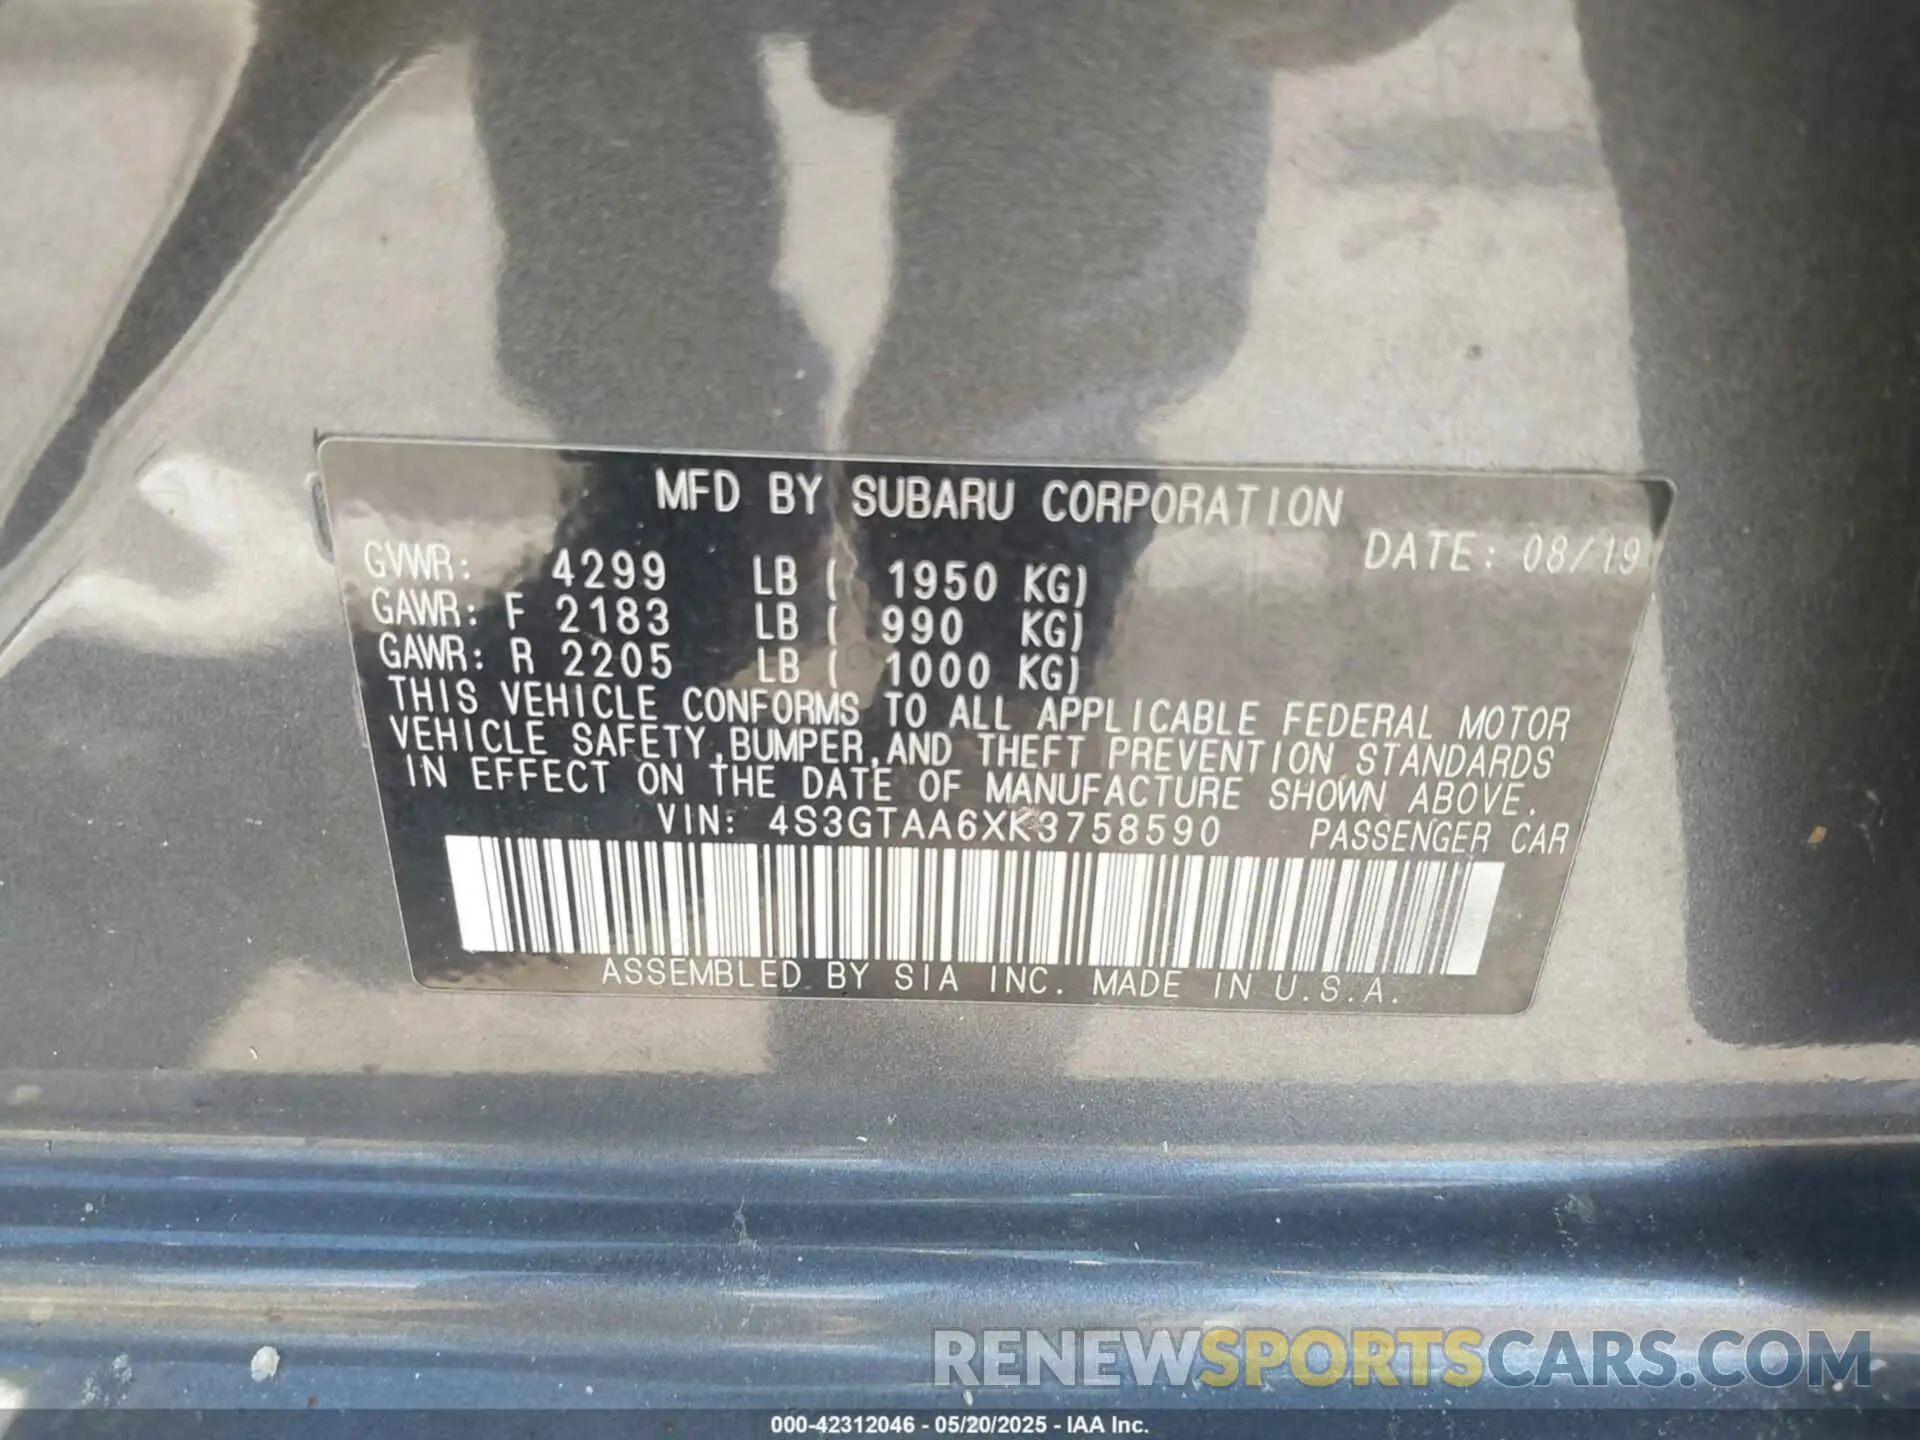 MFD BY SUBARU CORPORATION
DATE: 08/19
GVWR: 4299 LB ( 1950 KG)
GAWR: F 2183 LB ( 990 KG)
GAWR: R 2205 LB ( 1000 KG)
THIS VEHICLE CONFORMS TO ALL APPLICABLE FEDERAL MOTOR
VEHICLE SAFETY,BUMPER,AND THEFT PREVENTION STANDARDS
IN EFFECT ON THE DATE OF MANUFACTURE SHOWN ABOVE.
VIN: 4S3GTAA6XK3758590 PASSENGER CAR
ASSEMBLED BY SIA INC. MADE IN U.S.A.
RENEWSPORTSCARS.COM
000-42312046 - 05/20/2025 - IAA Inc.